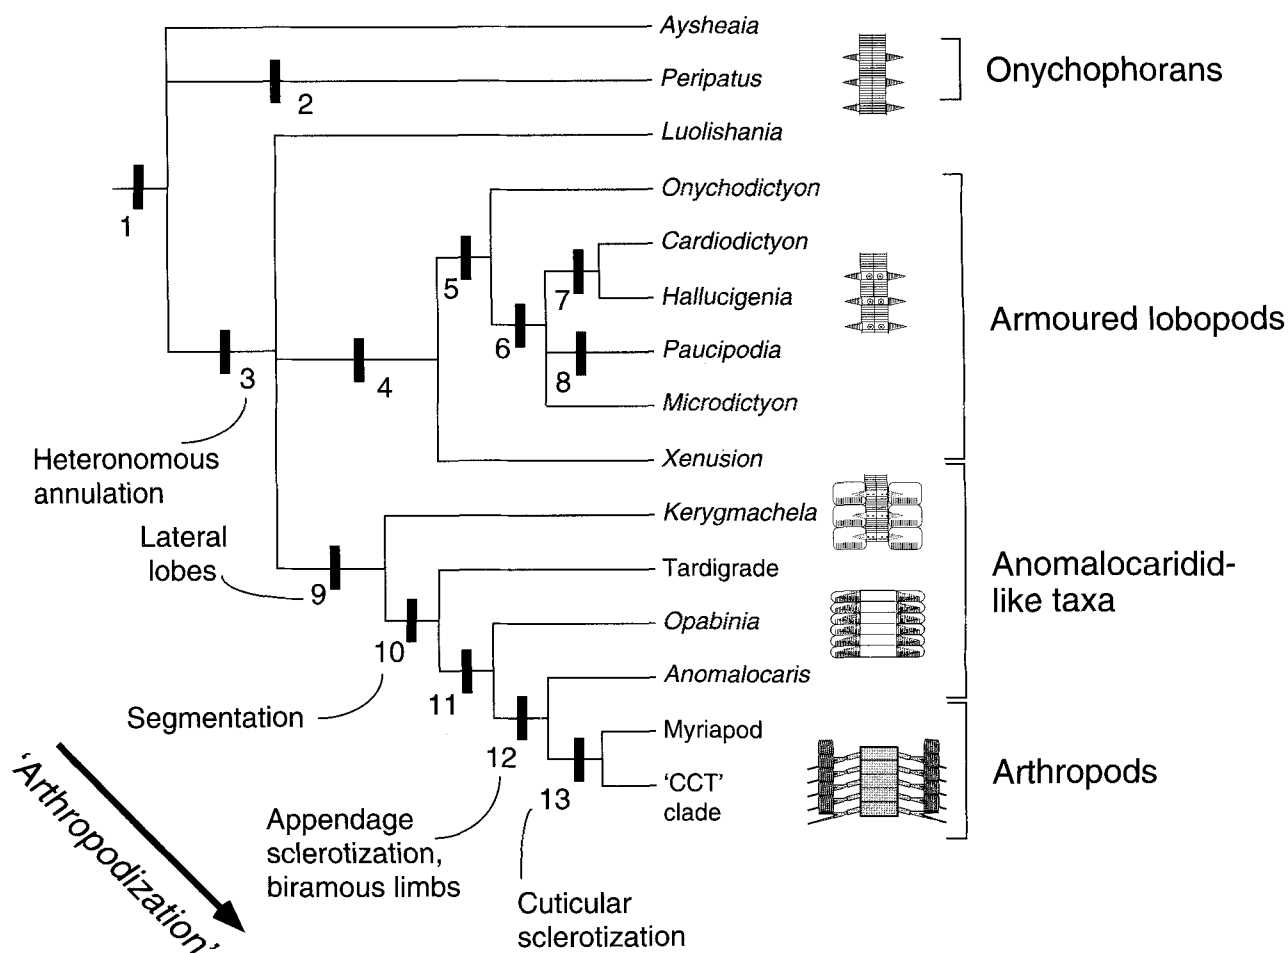 Aysheaia
Peripatus
Onychophorans
2
Luolishania
1
Onychodictyon
Cardiodictyon
5
7
Hallucigenia
Armoured lobopods
6
Paucipodia
3
4
8
Microdictyon
Heteronomous
annulation
Xenusion
Kerygmachela
Lateral
lobes
9
Tardigrade
Anomalocaridid-
like taxa
Opabinia
10
Anomalocaris
11
Segmentation
Myriapod
12
13
'CCT'
clade
Arthropods
'Arthropodization'
Appendage
sclerotization,
biramous limbs
Cuticular
sclerotization